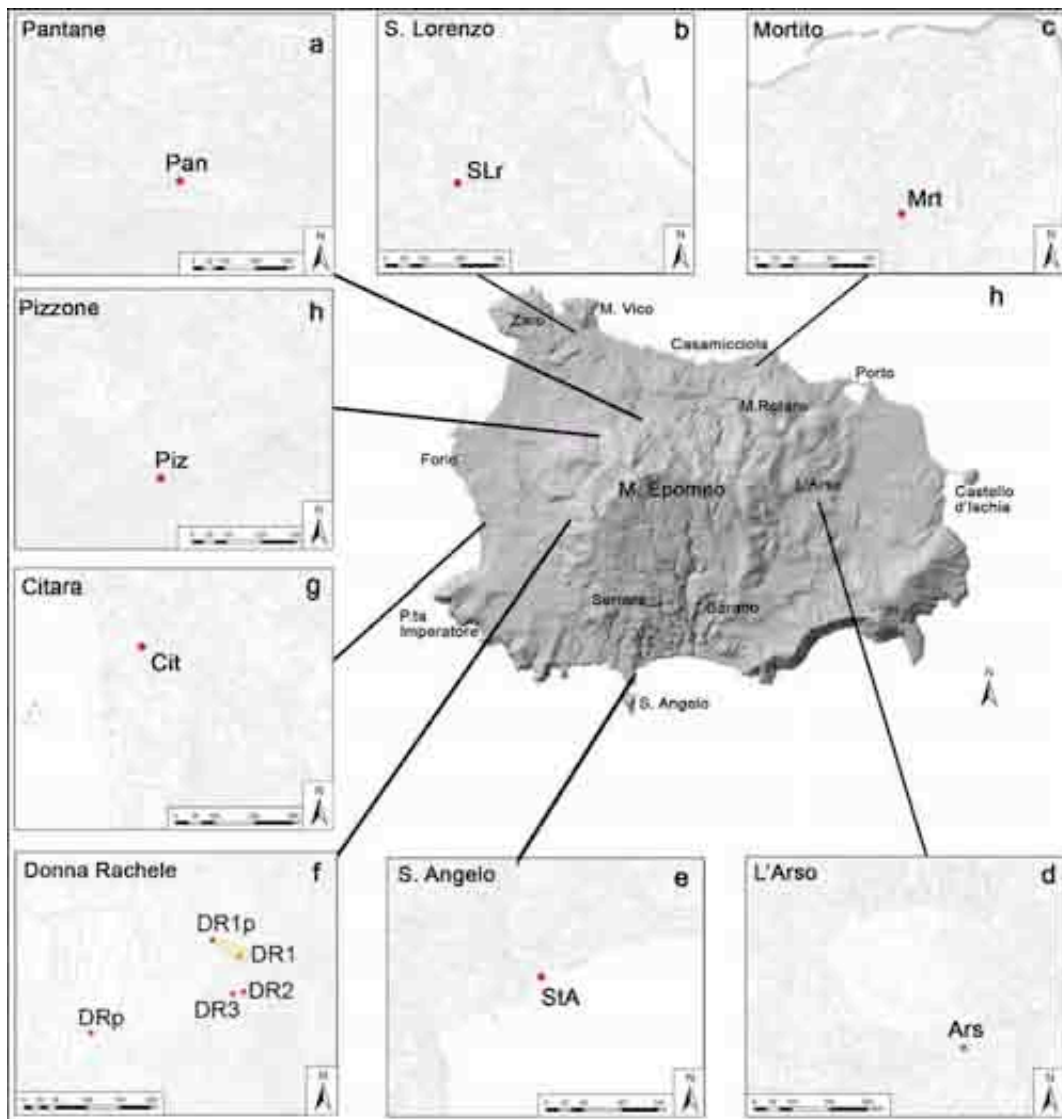 Pantane
a
Pan
N
S. Lorenzo
b
SLr
N
Mortito
c
Mrt
N
Pizzone
h
Piz
N
h
Zaro
M. Vico
Casamicciola
Porto
M.Rotaro
Forio
M. Epomeo
L'Arso
Castello
d'Ischia
P.ta
Imperatore
Serrara
Barano
S. Angelo
N
Citara
g
Cit
N
Donna Rachele
f
DR1p
DR1
DR2
DR3
DRp
N
S. Angelo
e
StA
N
L'Arso
d
Ars
N